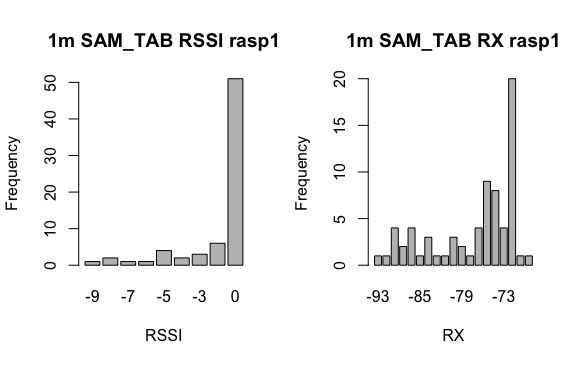 1m SAM_TAB RSSI rasp1
Frequency
0 10 20 30 40 50
-9 -7 -5 -3 0
RSSI
1m SAM_TAB RX rasp1
Frequency
0 5 10 15 20
-93 -85 -79 -73
RX